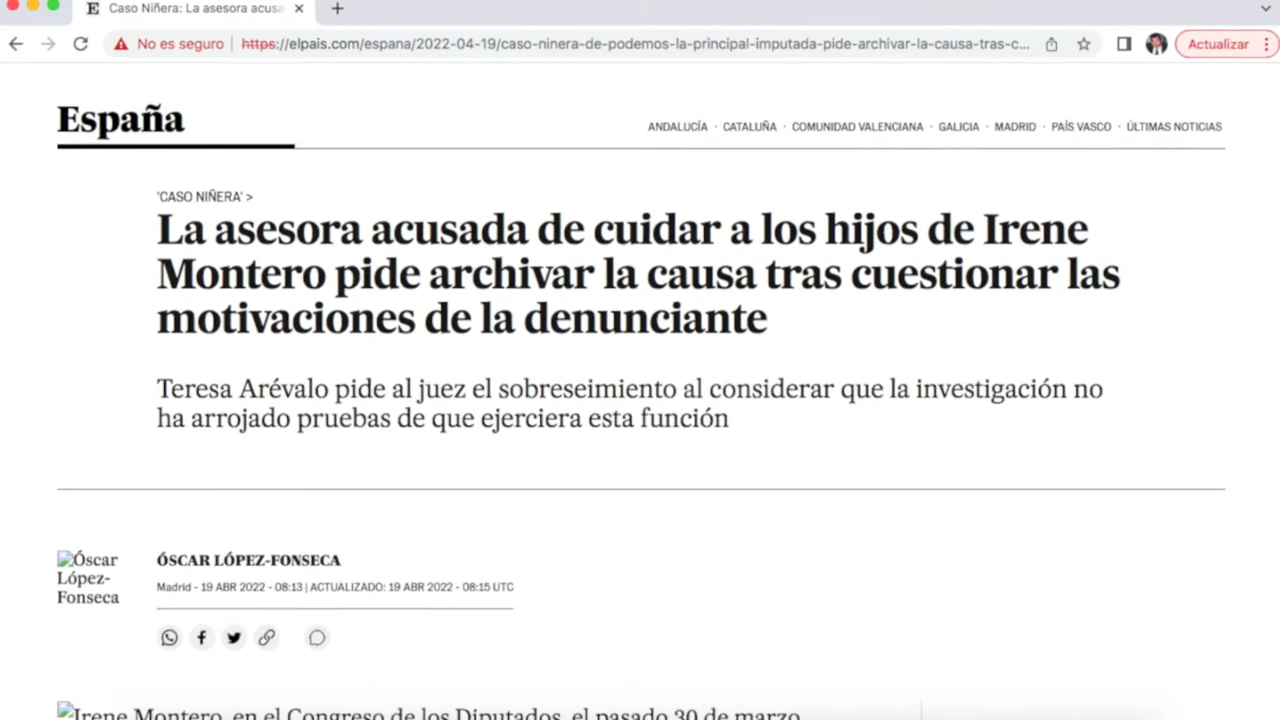 Caso Niñera: La asesora acusa
No es seguro
https://elpais.com/espana/2022-04-19/caso-ninera-de-podemos-la-principal-imputada-pide-archivar-la-causa-tras-c...
Actualizar
España
ANDALUCÍA · CATALUÑA · COMUNIDAD VALENCIANA · GALICIA · MADRID · PAÍS VASCO · ÚLTIMAS NOTICIAS
'CASO NIÑERA' >
La asesora acusada de cuidar a los hijos de Irene
Montero pide archivar la causa tras cuestionar las
motivaciones de la denunciante
Teresa Arévalo pide al juez el sobreseimiento al considerar que la investigación no
ha arrojado pruebas de que ejerciera esta función
Óscar
López-
Fonseca
ÓSCAR LÓPEZ-FONSECA
Madrid - 19 ABR 2022 - 08:13 | ACTUALIZADO: 19 ABR 2022 - 08:15 UTC
Irene Montero, en el Congreso de los Diputados, el pasado 30 de marzo